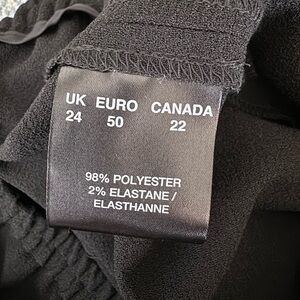 UK EURO CANADA
24 50 22
98% POLYESTER
2% ELASTANE /
ELASTHANNE